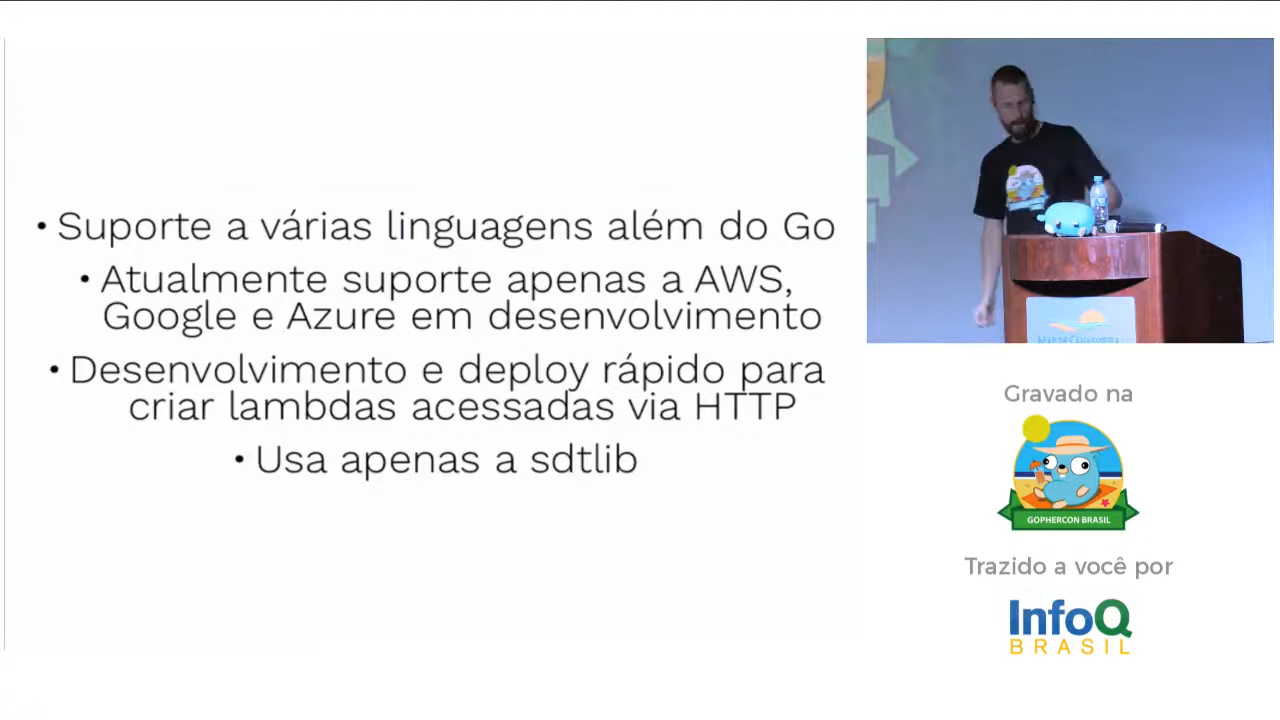 • Suporte a várias linguagens além do Go
• Atualmente suporte apenas a AWS,
Google e Azure em desenvolvimento
• Desenvolvimento e deploy rápido para
criar lambdas acessadas via HTTP
• Usa apenas a sdtlib
Gravado na
GOPHERCON BRASIL
Trazido a você por
InfoQ
BRASIL